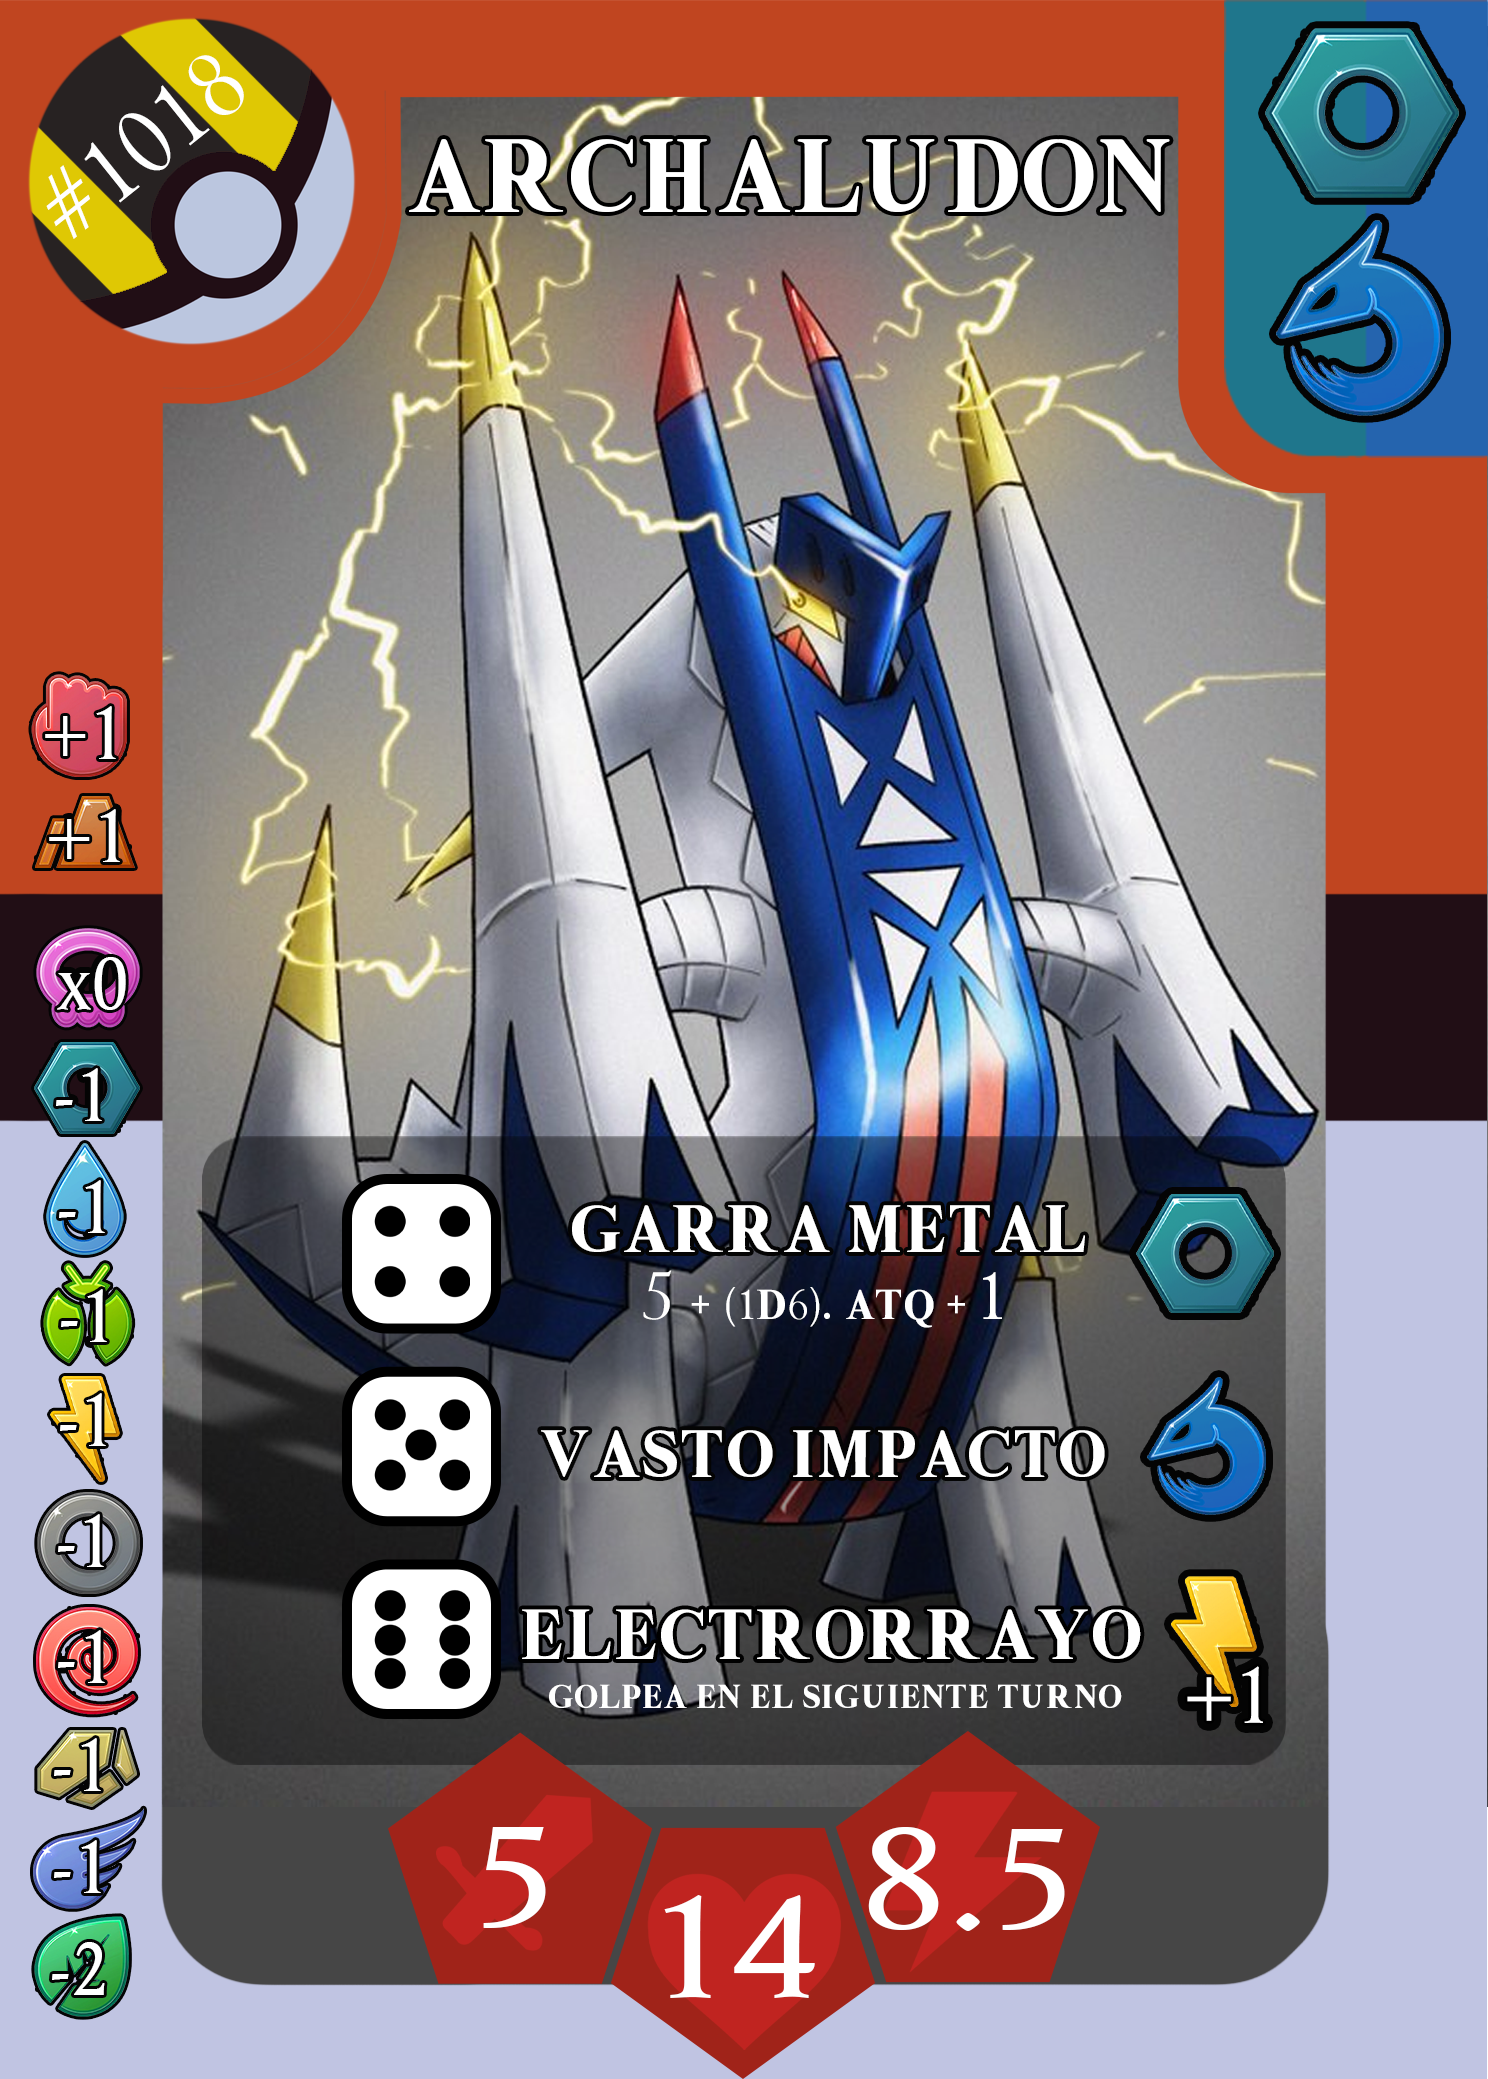 #1018
ARCHALUDON
+1
+1
x0
-1
-1
-1
-1
-1
-1
-1
-1
-2
GARRA METAL
5 + (1D6). ATQ + 1
VASTO IMPACTO
ELECTRORRAYO
+1
GOLPEA EN EL SIGUIENTE TURNO
5
14
8.5